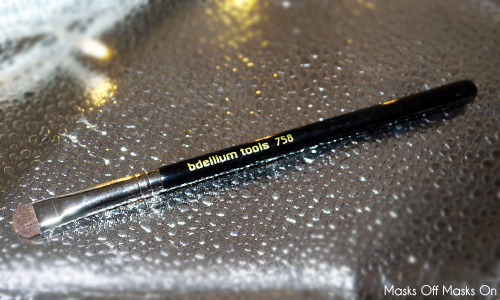 bdellium tools 758
Masks Off Masks On